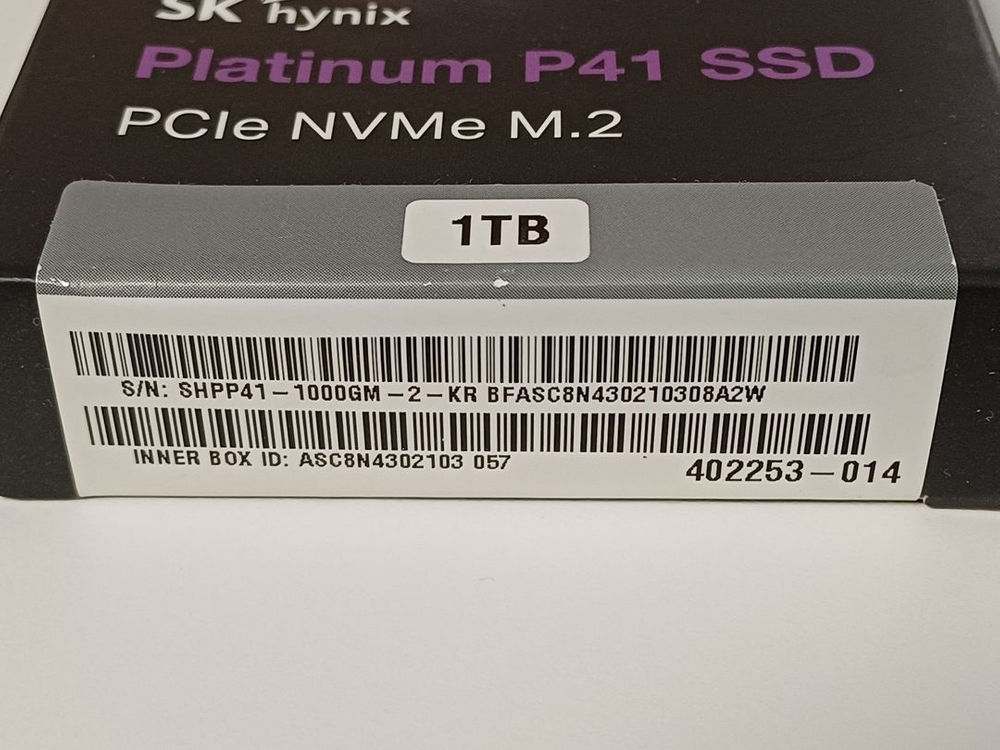 SK hynix
Platinum P41 SSD
PCIe NVMe M.2
1TB
S/N: SHPP41-1000GM-2-KR BFASC8N430210308A2W
INNER BOX ID: ASC8N4302103 057
402253-014